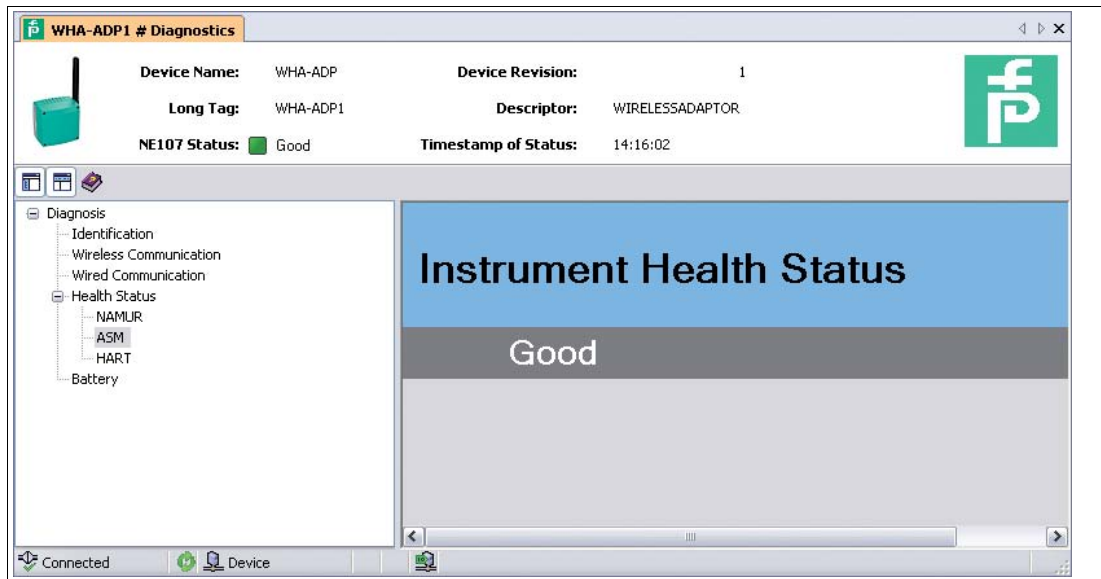 WHA-ADP1 # Diagnostics
Device Name: WHA-ADP Device Revision: 1
Long Tag: WHA-ADP1 Descriptor: WIRELESSADAPTOR
NE107 Status: Good Timestamp of Status: 14:16:02
Diagnosis
Identification
Wireless Communication
Wired Communication
Health Status
NAMUR
ASM
HART
Battery
Instrument Health Status
Good
Connected Device